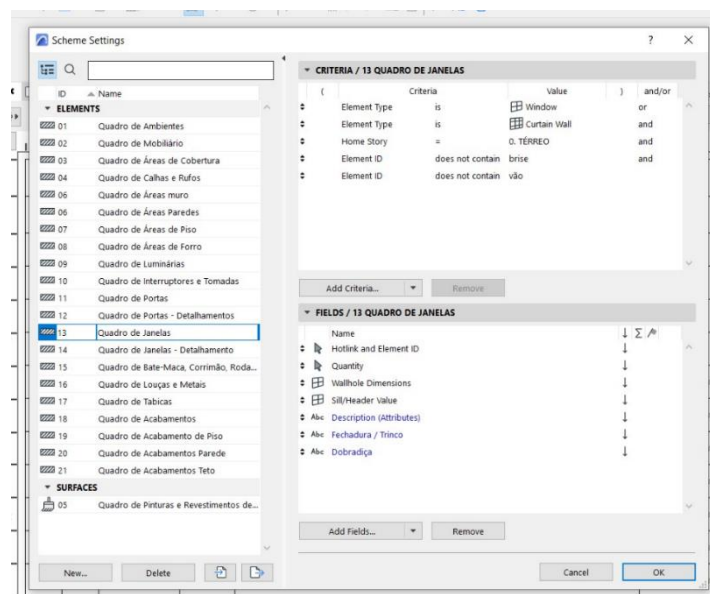 Scheme Settings
? ×
CRITERIA / 13 QUADRO DE JANELAS
ID Name
( Criteria Value ) and/or
ELEMENTS
Element Type is Window or
01 Quadro de Ambientes
Element Type is Curtain Wall and
02 Quadro de Mobiliário
Home Story = 0. TÉRREO and
03 Quadro de Áreas de Cobertura
Element ID does not contain brise and
04 Quadro de Calhas e Rufos
Element ID does not contain vão
06 Quadro de Áreas muro
06 Quadro de Áreas Paredes
07 Quadro de Áreas de Piso
08 Quadro de Áreas de Forro
09 Quadro de Luminárias
10 Quadro de Interruptores e Tomadas
Add Criteria... Remove
11 Quadro de Portas
12 Quadro de Portas - Detalhamentos
FIELDS / 13 QUADRO DE JANELAS
13 Quadro de Janelas
Name ↓ Σ
14 Quadro de Janelas - Detalhamento
Hotlink and Element ID ↓
15 Quadro de Bate-Maca, Corrimão, Roda...
Quantity ↓
16 Quadro de Louças e Metais
Wallhole Dimensions ↓
17 Quadro de Tabicas
Sill/Header Value ↓
18 Quadro de Acabamentos
Abc Description (Attributes) ↓
19 Quadro de Acabamento de Piso
Abc Fechadura / Trinco ↓
20 Quadro de Acabamentos Parede
Abc Dobradiça ↓
21 Quadro de Acabamentos Teto
SURFACES
05 Quadro de Pinturas e Revestimentos de...
Add Fields... Remove
New... Delete
Cancel OK